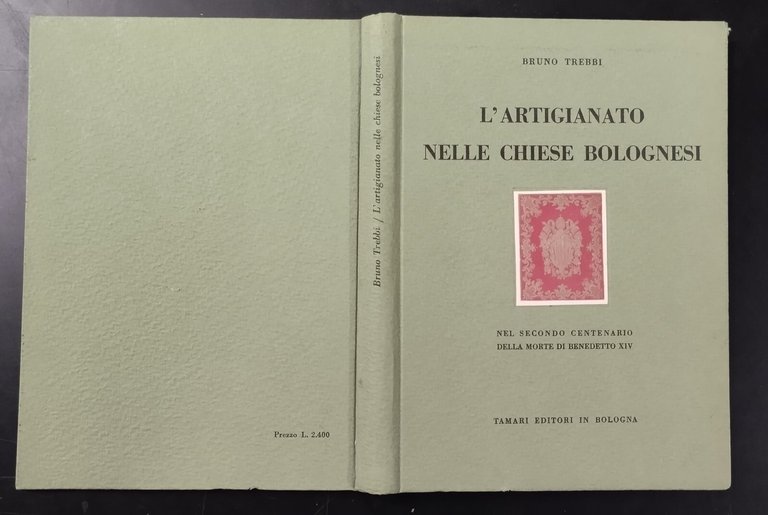 BRUNO TREBBI
L'ARTIGIANATO
NELLE CHIESE BOLOGNESI
NEL SECONDO CENTENARIO
DELLA MORTE DI BENEDETTO XIV
TAMARI EDITORI IN BOLOGNA
Bruno Trebbi / L'artigianato nelle chiese bolognesi
Prezzo L. 2.400